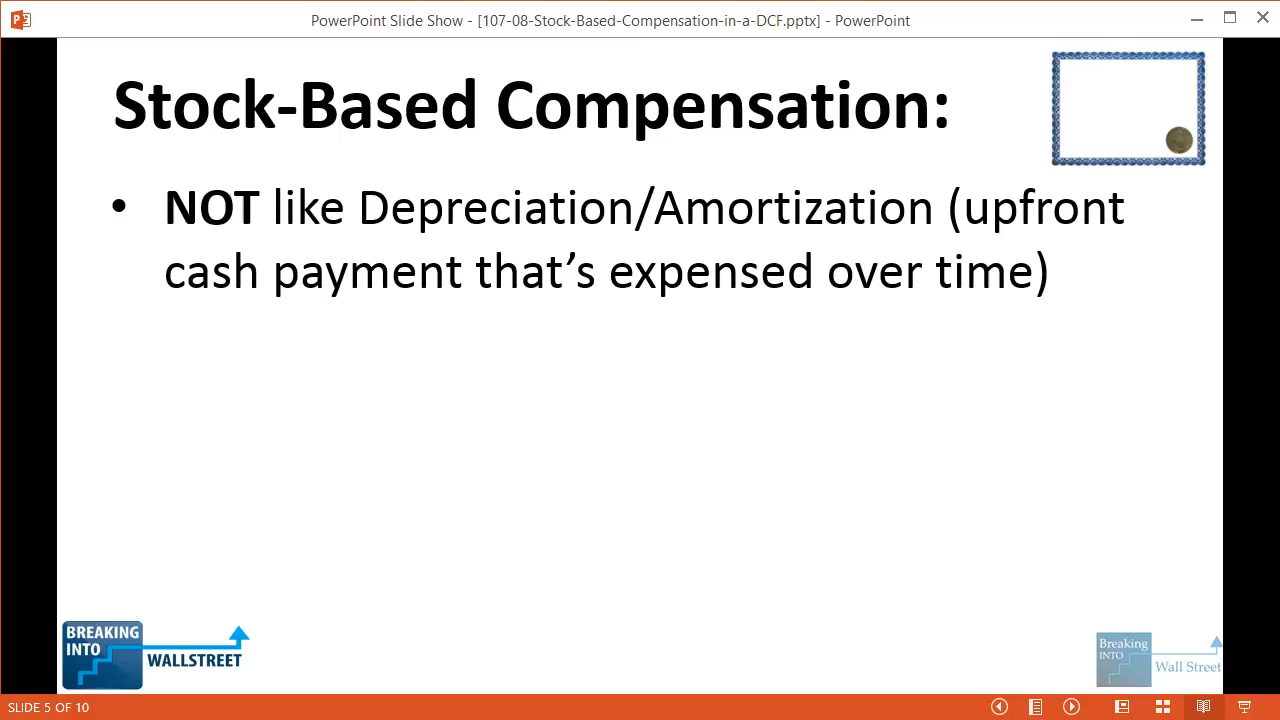 PowerPoint Slide Show - [107-08-Stock-Based-Compensation-in-a-DCF.pptx] - PowerPoint
Stock-Based Compensation:
• NOT like Depreciation/Amortization (upfront
cash payment that’s expensed over time)
BREAKING
INTO
WALLSTREET
Breaking
INTO
Wall Street
SLIDE 5 OF 10